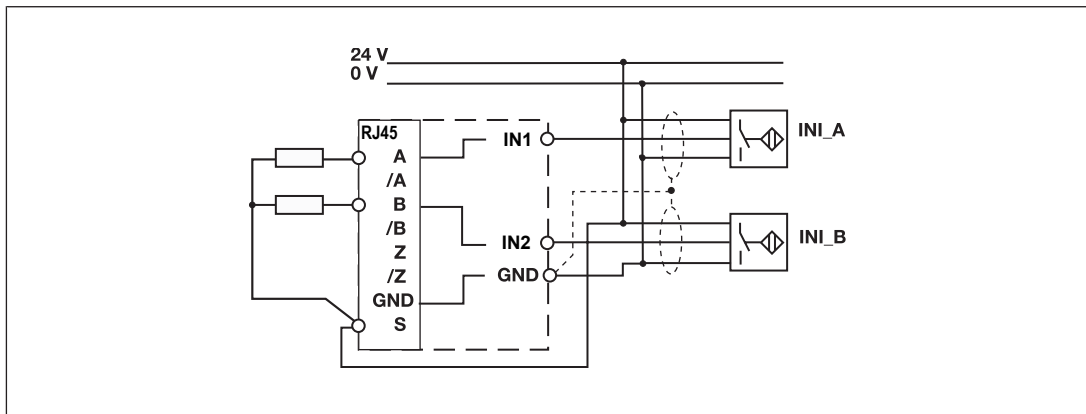 24 V
0 V
RJ45
A
/A
B
/B
Z
/Z
GND
S
IN1
IN2
GND
INI_A
INI_B